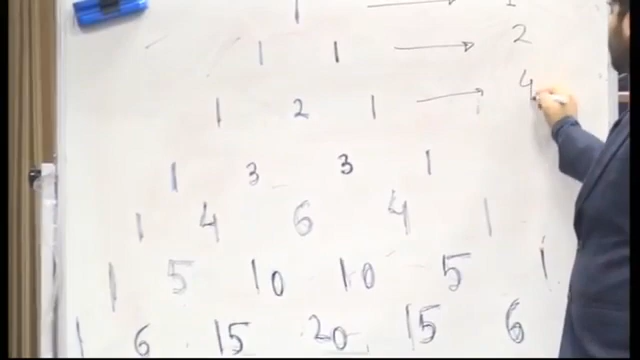 1 → 1
1 1 → 2
1 2 1 → 4
1 3 3 1
1 4 6 4 1
1 5 10 10 5 1
1 6 15 20 15 6